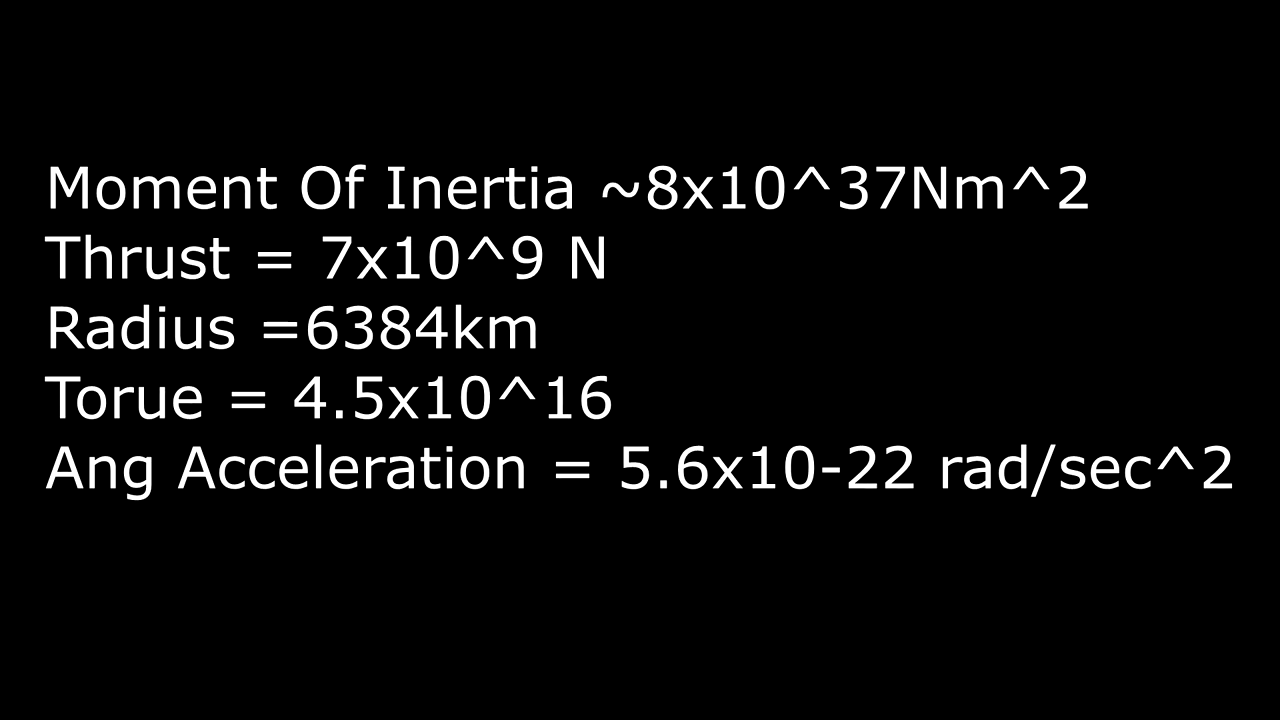 Moment Of Inertia ~8x10^37Nm^2
Thrust = 7x10^9 N
Radius =6384km
Torue = 4.5x10^16
Ang Acceleration = 5.6x10-22 rad/sec^2